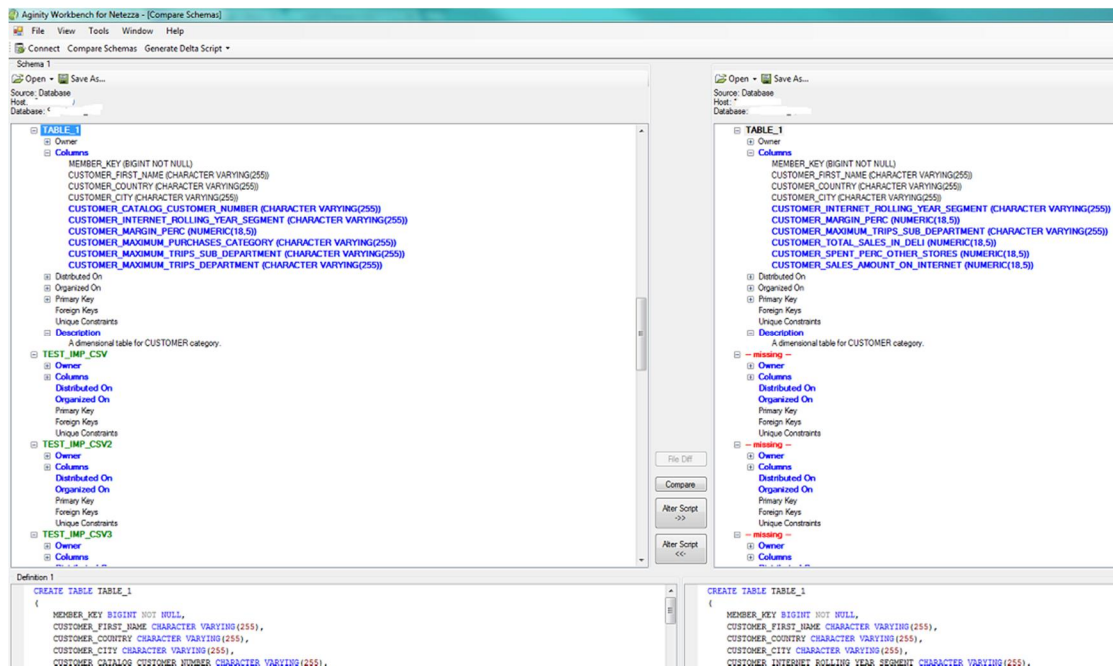 Aginity Workbench for Netezza - [Compare Schemas]
File View Tools Window Help
Connect Compare Schemas Generate Delta Script
Schema 1
Open Save As...
Source: Database
Host:
Database:
TABLE_1
Owner
Columns
MEMBER_KEY (BIGINT NOT NULL)
CUSTOMER_FIRST_NAME (CHARACTER VARYING(255))
CUSTOMER_COUNTRY (CHARACTER VARYING(255))
CUSTOMER_CITY (CHARACTER VARYING(255))
CUSTOMER_CATALOG_CUSTOMER_NUMBER (CHARACTER VARYING(255))
CUSTOMER_INTERNET_ROLLING_YEAR_SEGMENT (CHARACTER VARYING(255))
CUSTOMER_MARGIN_PERC (NUMERIC(18,5))
CUSTOMER_MAXIMUM_PURCHASES_CATEGORY (CHARACTER VARYING(255))
CUSTOMER_MAXIMUM_TRIPS_SUB_DEPARTMENT (CHARACTER VARYING(255))
CUSTOMER_MAXIMUM_TRIPS_DEPARTMENT (CHARACTER VARYING(255))
Distributed On
Organized On
Primary Key
Foreign Keys
Unique Constraints
Description
A dimensional table for CUSTOMER category.
TEST_IMP_CSV
Owner
Columns
Distributed On
Organized On
Primary Key
Foreign Keys
Unique Constraints
TEST_IMP_CSV2
Owner
Columns
Distributed On
Organized On
Primary Key
Foreign Keys
Unique Constraints
TEST_IMP_CSV3
Owner
Columns
File Diff
Compare
Alter Script
->>
Alter Script
<<-
Open Save As...
Source: Database
Host:
Database:
TABLE_1
Owner
Columns
MEMBER_KEY (BIGINT NOT NULL)
CUSTOMER_FIRST_NAME (CHARACTER VARYING(255))
CUSTOMER_COUNTRY (CHARACTER VARYING(255))
CUSTOMER_CITY (CHARACTER VARYING(255))
CUSTOMER_INTERNET_ROLLING_YEAR_SEGMENT (CHARACTER VARYING(255))
CUSTOMER_MARGIN_PERC (NUMERIC(18,5))
CUSTOMER_MAXIMUM_TRIPS_SUB_DEPARTMENT (CHARACTER VARYING(255))
CUSTOMER_TOTAL_SALES_IN_DELI (NUMERIC(18,5))
CUSTOMER_SPENT_PERC_OTHER_STORES (NUMERIC(18,5))
CUSTOMER_SALES_AMOUNT_ON_INTERNET (NUMERIC(18,5))
Distributed On
Organized On
Primary Key
Foreign Keys
Unique Constraints
Description
A dimensional table for CUSTOMER category.
-- missing --
Owner
Columns
Distributed On
Organized On
Primary Key
Foreign Keys
Unique Constraints
-- missing --
Owner
Columns
Distributed On
Organized On
Primary Key
Foreign Keys
Unique Constraints
-- missing --
Owner
Columns
Definition 1
CREATE TABLE TABLE_1
(
MEMBER_KEY BIGINT NOT NULL,
CUSTOMER_FIRST_NAME CHARACTER VARYING(255),
CUSTOMER_COUNTRY CHARACTER VARYING(255),
CUSTOMER_CITY CHARACTER VARYING(255),
CUSTOMER_CATALOG_CUSTOMER_NUMBER CHARACTER VARYING(255),
CREATE TABLE TABLE_1
(
MEMBER_KEY BIGINT NOT NULL,
CUSTOMER_FIRST_NAME CHARACTER VARYING(255),
CUSTOMER_COUNTRY CHARACTER VARYING(255),
CUSTOMER_CITY CHARACTER VARYING(255),
CUSTOMER_INTERNET_ROLLING_YEAR_SEGMENT CHARACTER VARYING(255),